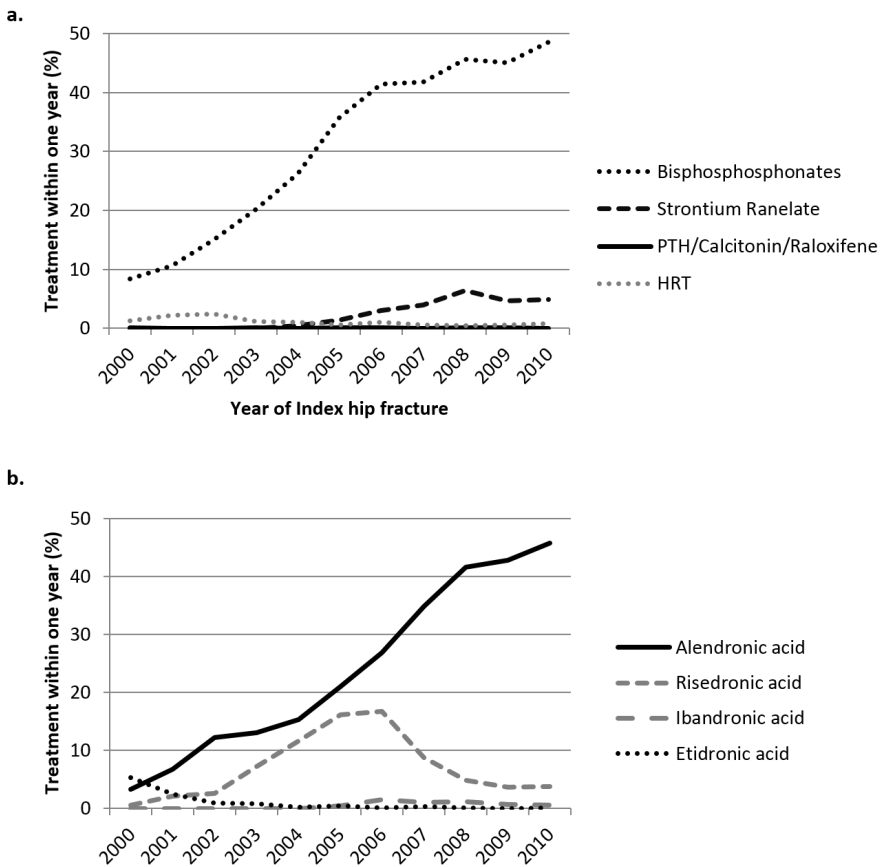 a.
Treatment within one year (%)
50
40
30
20
10
0
2000
2001
2002
2003
2004
2005
2006
2007
2008
2009
2010
Year of Index hip fracture
Bisphosphosphonates
Strontium Ranelate
PTH/Calcitonin/Raloxifene
HRT
b.
Treatment within one year (%)
50
40
30
20
10
0
2000
2001
2002
2003
2004
2005
2006
2007
2008
2009
2010
Alendronic acid
Risedronic acid
Ibandronic acid
Etidronic acid